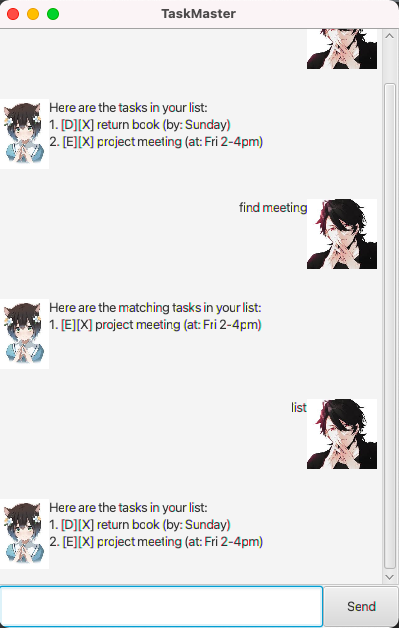 TaskMaster
Here are the tasks in your list:
1. [D][X] return book (by: Sunday)
2. [E][X] project meeting (at: Fri 2-4pm)
find meeting
Here are the matching tasks in your list:
1. [E][X] project meeting (at: Fri 2-4pm)
list
Here are the tasks in your list:
1. [D][X] return book (by: Sunday)
2. [E][X] project meeting (at: Fri 2-4pm)
Send